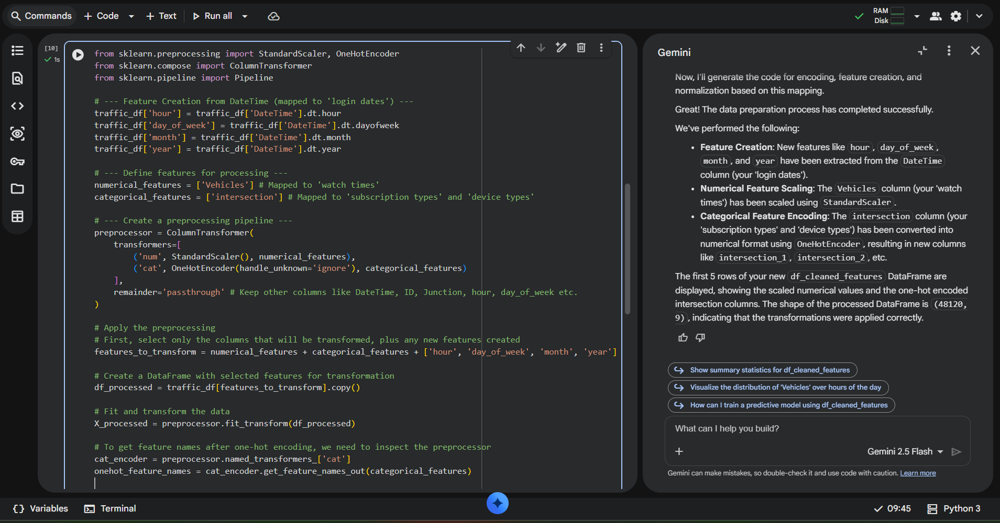 Commands
+ Code
+ Text
Run all
RAM
Disk
[10]
1s
from sklearn.preprocessing import StandardScaler, OneHotEncoder
from sklearn.compose import ColumnTransformer
from sklearn.pipeline import Pipeline
# --- Feature Creation from DateTime (mapped to 'login dates') ---
traffic_df['hour'] = traffic_df['DateTime'].dt.hour
traffic_df['day_of_week'] = traffic_df['DateTime'].dt.dayofweek
traffic_df['month'] = traffic_df['DateTime'].dt.month
traffic_df['year'] = traffic_df['DateTime'].dt.year
# --- Define features for processing ---
numerical_features = ['Vehicles'] # Mapped to 'watch times'
categorical_features = ['intersection'] # Mapped to 'subscription types' and 'device types'
# --- Create a preprocessing pipeline ---
preprocessor = ColumnTransformer(
    transformers=[
        ('num', StandardScaler(), numerical_features),
        ('cat', OneHotEncoder(handle_unknown='ignore'), categorical_features)
    ],
    remainder='passthrough' # Keep other columns like DateTime, ID, Junction, hour, day_of_week etc.
)
# Apply the preprocessing
# First, select only the columns that will be transformed, plus any new features created
features_to_transform = numerical_features + categorical_features + ['hour', 'day_of_week', 'month', 'year']
# Create a DataFrame with selected features for transformation
df_processed = traffic_df[features_to_transform].copy()
# Fit and transform the data
X_processed = preprocessor.fit_transform(df_processed)
# To get feature names after one-hot encoding, we need to inspect the preprocessor
cat_encoder = preprocessor.named_transformers_['cat']
onehot_feature_names = cat_encoder.get_feature_names_out(categorical_features)
Gemini
Now, I'll generate the code for encoding, feature creation, and
normalization based on this mapping.
Great! The data preparation process has completed successfully.
We've performed the following:
• Feature Creation: New features like hour, day_of_week,
month, and year have been extracted from the DateTime
column (your 'login dates').
• Numerical Feature Scaling: The Vehicles column (your 'watch
times') has been scaled using StandardScaler.
• Categorical Feature Encoding: The intersection column (your
'subscription types' and 'device types') has been converted into
numerical format using OneHotEncoder, resulting in new columns
like intersection_1, intersection_2, etc.
The first 5 rows of your new df_cleaned_features DataFrame are
displayed, showing the scaled numerical values and the one-hot encoded
intersection columns. The shape of the processed DataFrame is (48120,
9), indicating that the transformations were applied correctly.
Show summary statistics for df_cleaned_features
Visualize the distribution of 'Vehicles' over hours of the day
How can I train a predictive model using df_cleaned_features
What can I help you build?
+
Gemini 2.5 Flash
Gemini can make mistakes, so double-check it and use code with caution. Learn more
{} Variables
Terminal
09:45
Python 3